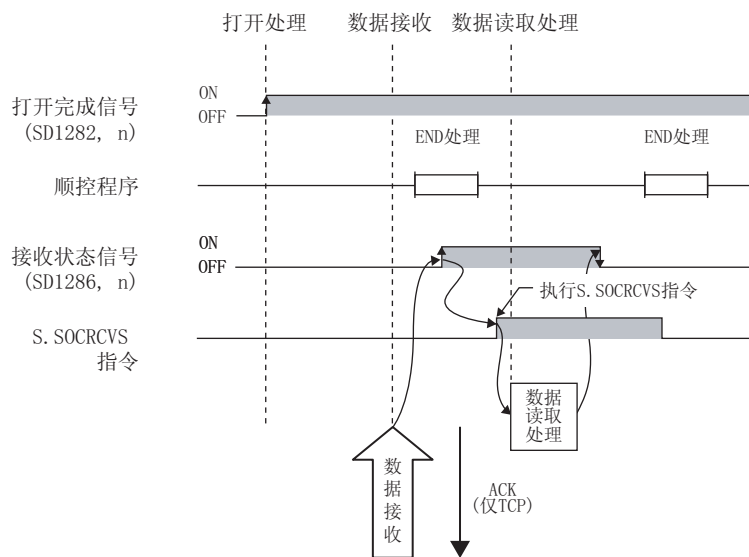 打开处理
数据接收
数据读取处理
打开完成信号
(SD1282, n)
ON
OFF
END处理
END处理
顺控程序
接收状态信号
(SD1286, n)
ON
OFF
执行S.SOCRCVS指令
S.SOCRCVS
指令
数据
读取
处理
数
据
接
收
ACK
(仅TCP)